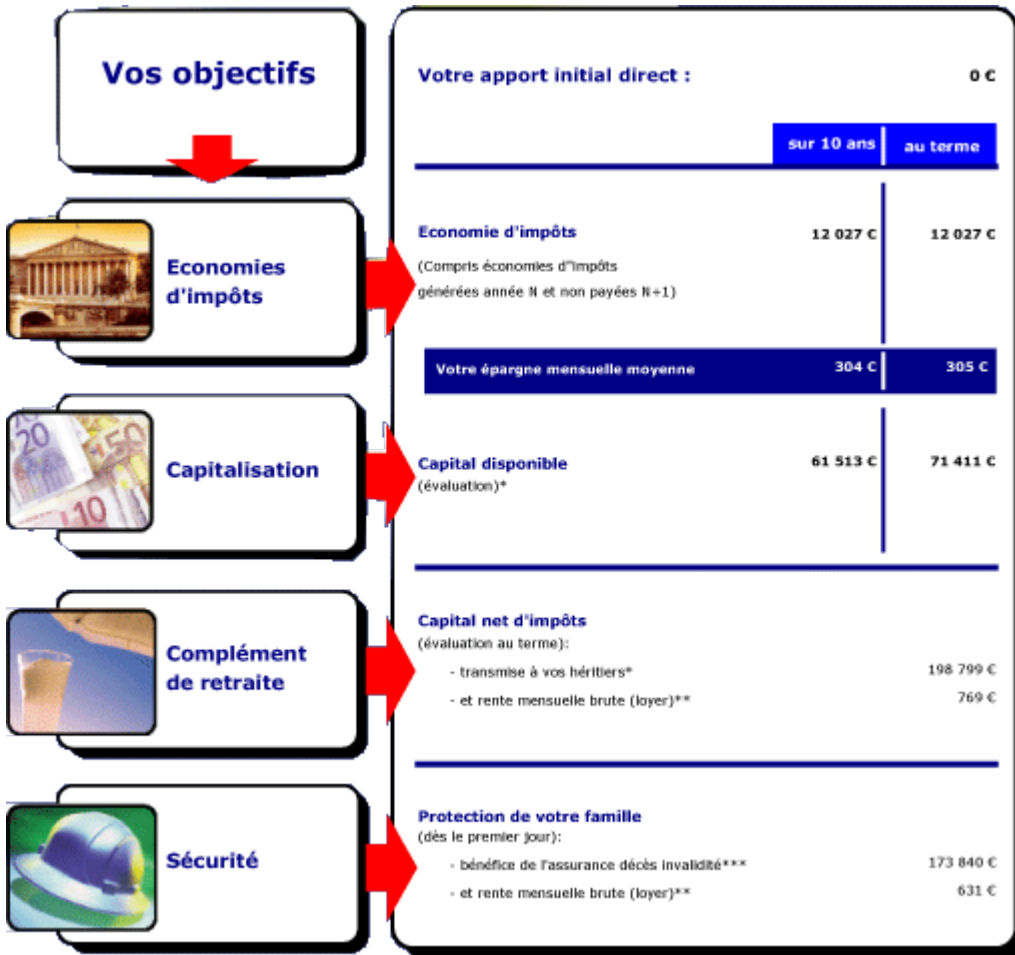 Vos objectifs
Votre apport initial direct : 0 €
sur 10 ans au terme
Economies
d'impôts
Economie d'impôts 12 027 € 12 027 €
(Compris économies d"impôts
générées année N et non payées N+1)
Votre épargne mensuelle moyenne 304 € 305 €
20
50
10
Capitalisation
Capital disponible 61 513 € 71 411 €
(évaluation)*
Complément
de retraite
Capital net d'impôts
(évaluation au terme):
- transmise à vos héritiers* 198 799 €
- et rente mensuelle brute (loyer)** 769 €
Sécurité
Protection de votre famille
(dès le premier jour):
- bénéfice de l'assurance décès invalidité*** 173 840 €
- et rente mensuelle brute (loyer)** 631 €